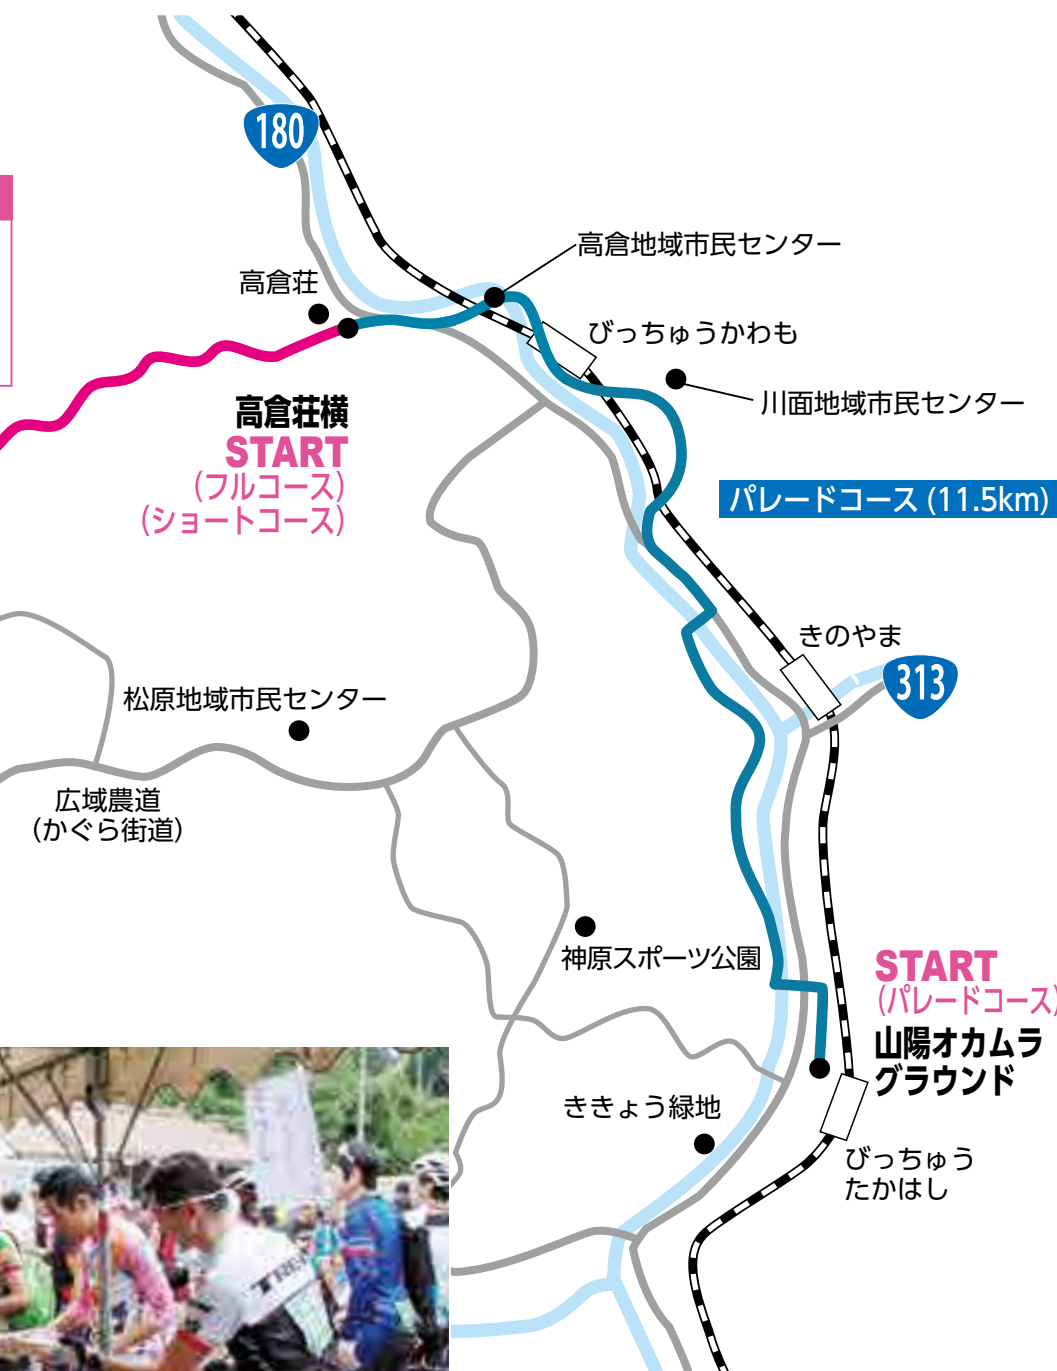 180
高倉地域市民センター
高倉荘
びっちゅうかわも
川面地域市民センター
高倉荘横
START
(フルコース)
(ショートコース)
パレードコース (11.5km)
きのやま
313
松原地域市民センター
広域農道
(かぐら街道)
神原スポーツ公園
START
(パレードコース)
山陽オカムラ
グラウンド
ききょう緑地
びっちゅう
たかはし
TREK